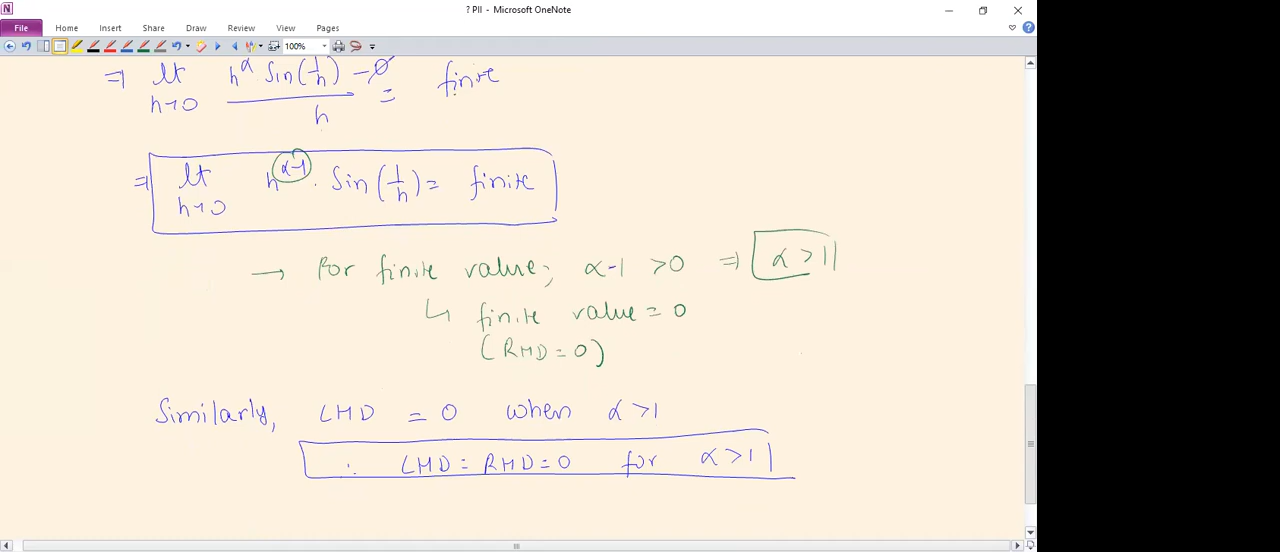 ? PII - Microsoft OneNote
File Home Insert Share Draw Review View Pages
100%
⇒ lt h→0 (h^α Sin(1/h) - 0)/h = finite
⇒ lt h→0 h^(α-1) . Sin(1/h) = finite
→ For finite value; α-1 >0 ⇒ α>1
↳ finite value = 0
(RHD = 0)
Similarly, LHD = 0 when α>1
∴ LHD = RHD = 0 for α>1